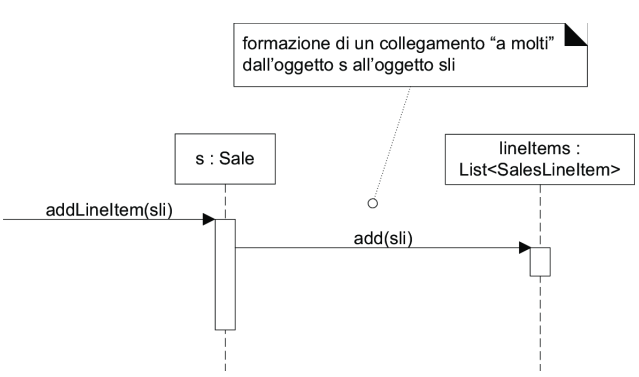 formazione di un collegamento “a molti”
dall’oggetto s all’oggetto sli
s : Sale
lineItems :
List<SalesLineItem>
addLineItem(sli)
add(sli)